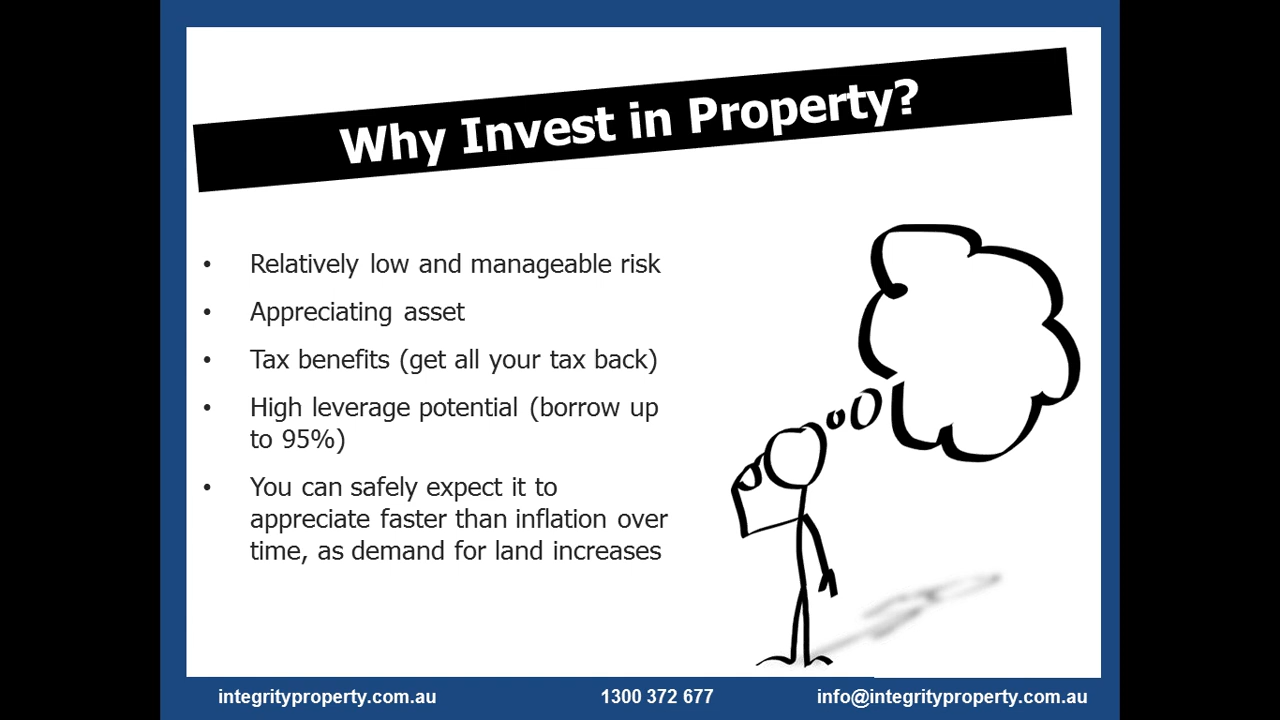 Why Invest in Property?
• Relatively low and manageable risk
• Appreciating asset
• Tax benefits (get all your tax back)
• High leverage potential (borrow up
to 95%)
• You can safely expect it to
appreciate faster than inflation over
time, as demand for land increases
integrityproperty.com.au 1300 372 677 info@integrityproperty.com.au